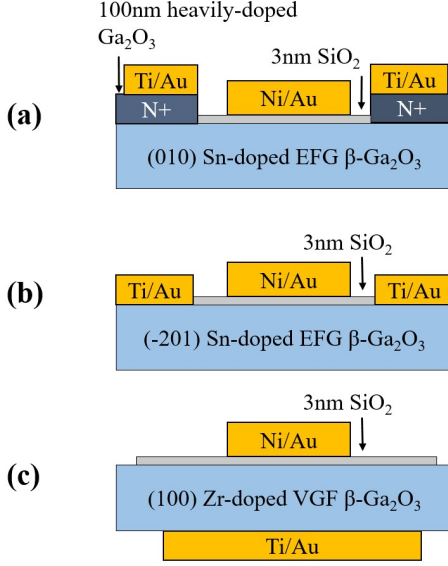 100nm heavily-doped
Ga₂O₃
3nm SiO₂
(a)
Ti/Au
Ni/Au
Ti/Au
N+
N+
(010) Sn-doped EFG β-Ga₂O₃
3nm SiO₂
(b)
Ti/Au
Ni/Au
Ti/Au
(-201) Sn-doped EFG β-Ga₂O₃
3nm SiO₂
Ni/Au
(c)
(100) Zr-doped VGF β-Ga₂O₃
Ti/Au